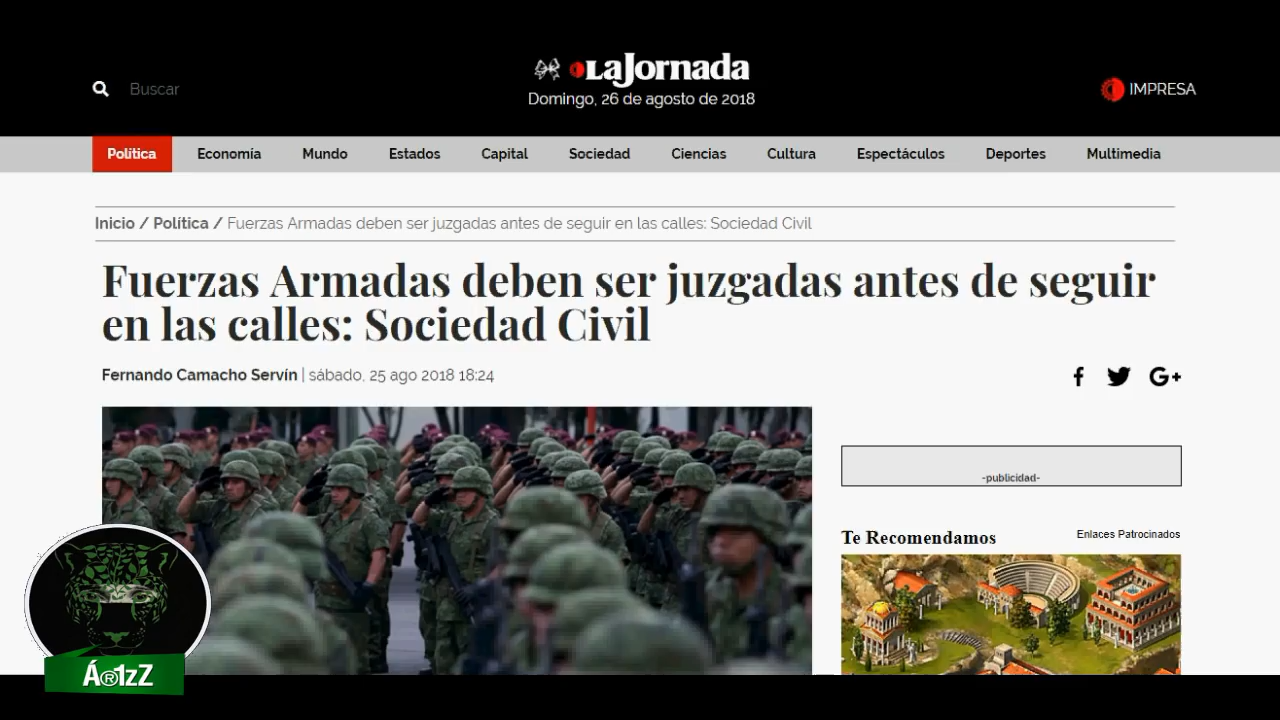 LaJornada
Buscar
Domingo, 26 de agosto de 2018
IMPRESA
Política Economía Mundo Estados Capital Sociedad Ciencias Cultura Espectáculos Deportes Multimedia
Inicio / Política / Fuerzas Armadas deben ser juzgadas antes de seguir en las calles: Sociedad Civil
Fuerzas Armadas deben ser juzgadas antes de seguir
en las calles: Sociedad Civil
Fernando Camacho Servín | sábado, 25 ago 2018 18:24
G+
-publicidad-
Te Recomendamos
Enlaces Patrocinados
Á®1zZ